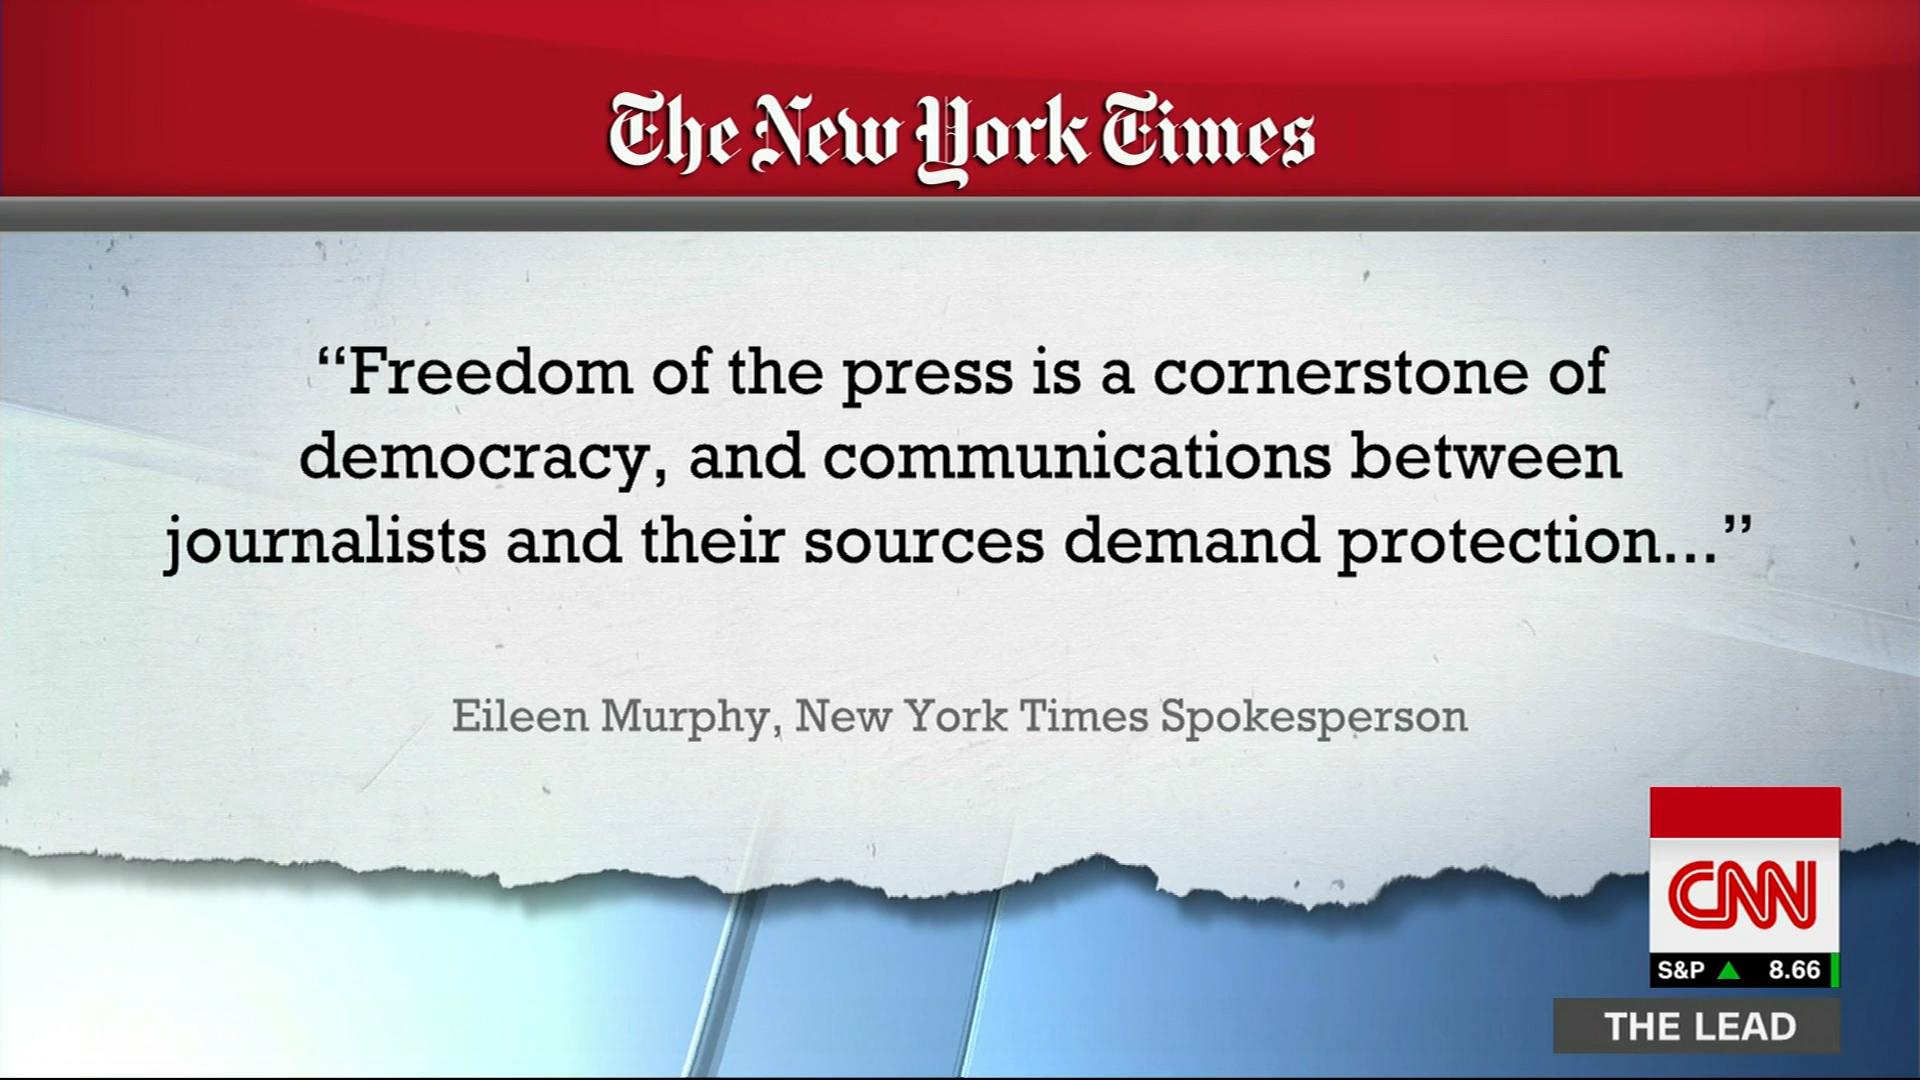 The New York Times
“Freedom of the press is a cornerstone of
democracy, and communications between
journalists and their sources demand protection...”
Eileen Murphy, New York Times Spokesperson
CNN
S&P ▲ 8.66
THE LEAD